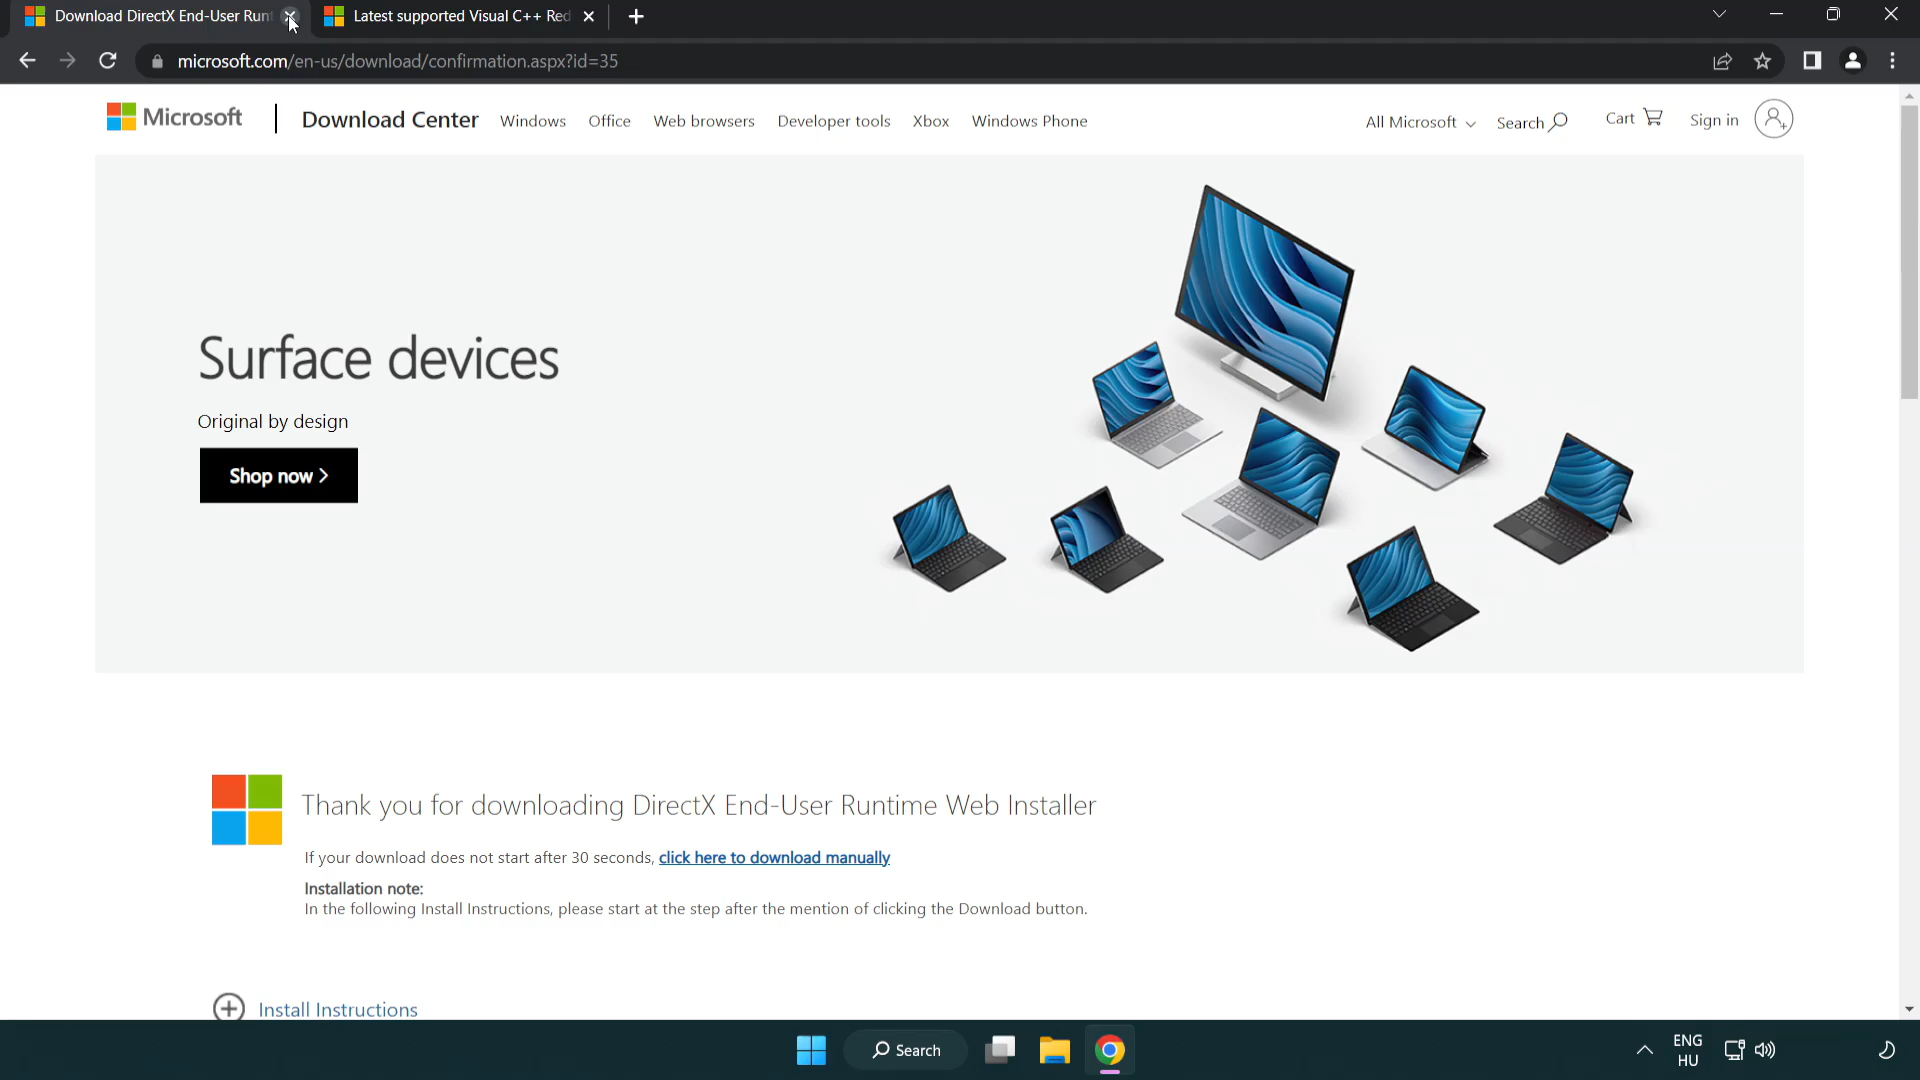 Download DirectX End-User Runt
Latest supported Visual C++ Red
microsoft.com/en-us/download/confirmation.aspx?id=35
Microsoft
Download Center
Windows
Office
Web browsers
Developer tools
Xbox
Windows Phone
All Microsoft
Search
Cart
Sign in
Surface devices
Original by design
Shop now
Thank you for downloading DirectX End-User Runtime Web Installer
If your download does not start after 30 seconds, click here to download manually
Installation note:
In the following Install Instructions, please start at the step after the mention of clicking the Download button.
Install Instructions
Search
ENG
HU